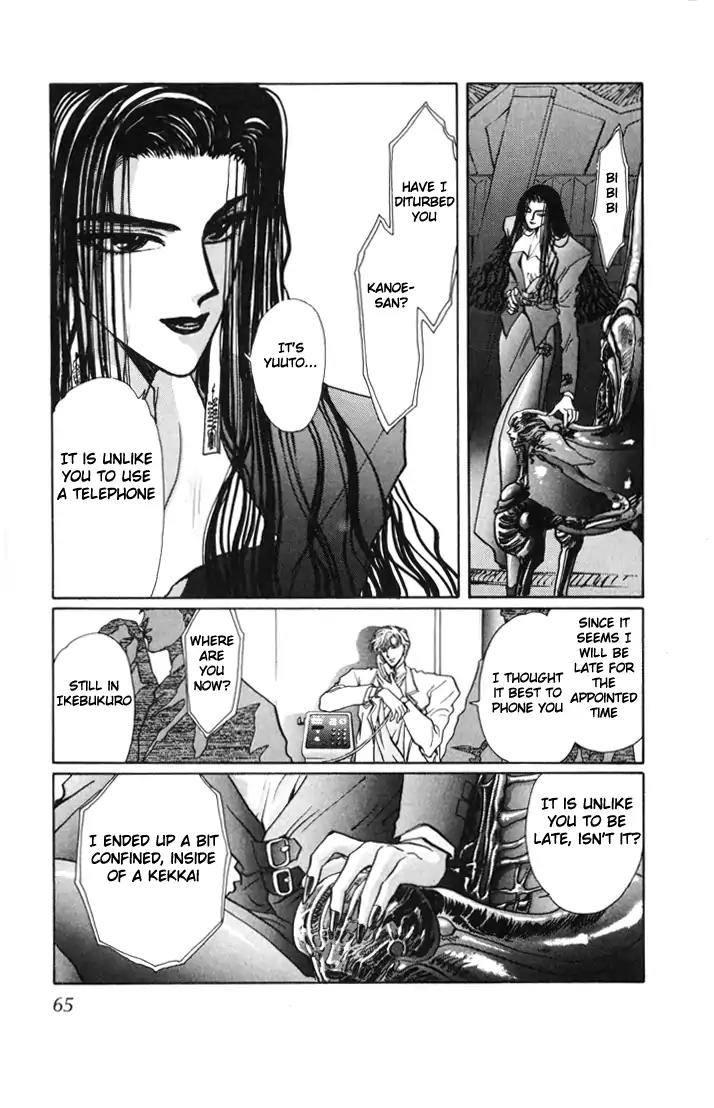 BI
BI
BI
HAVE I
DITURBED
YOU
KANOE-
SAN?
IT'S
YUUTO...
IT IS UNLIKE
YOU TO USE
A TELEPHONE
SINCE IT
SEEMS I
WILL BE
LATE FOR
THE
APPOINTED
TIME
I THOUGHT
IT BEST TO
PHONE YOU
WHERE
ARE
YOU
NOW?
STILL IN
IKEBUKURO
IT IS UNLIKE
YOU TO BE
LATE, ISN'T IT?
I ENDED UP A BIT
CONFINED, INSIDE
OF A KEKKAI
65